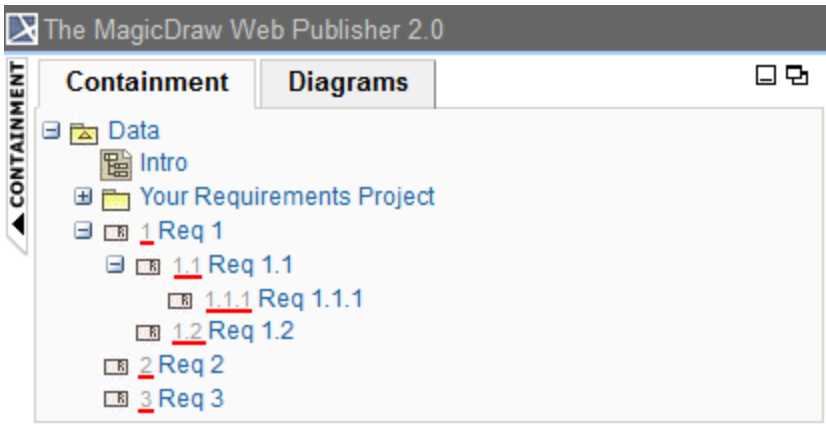 The MagicDraw Web Publisher 2.0
CONTAINMENT
Containment Diagrams
Data
Intro
Your Requirements Project
1 Req 1
1.1 Req 1.1
1.1.1 Req 1.1.1
1.2 Req 1.2
2 Req 2
3 Req 3